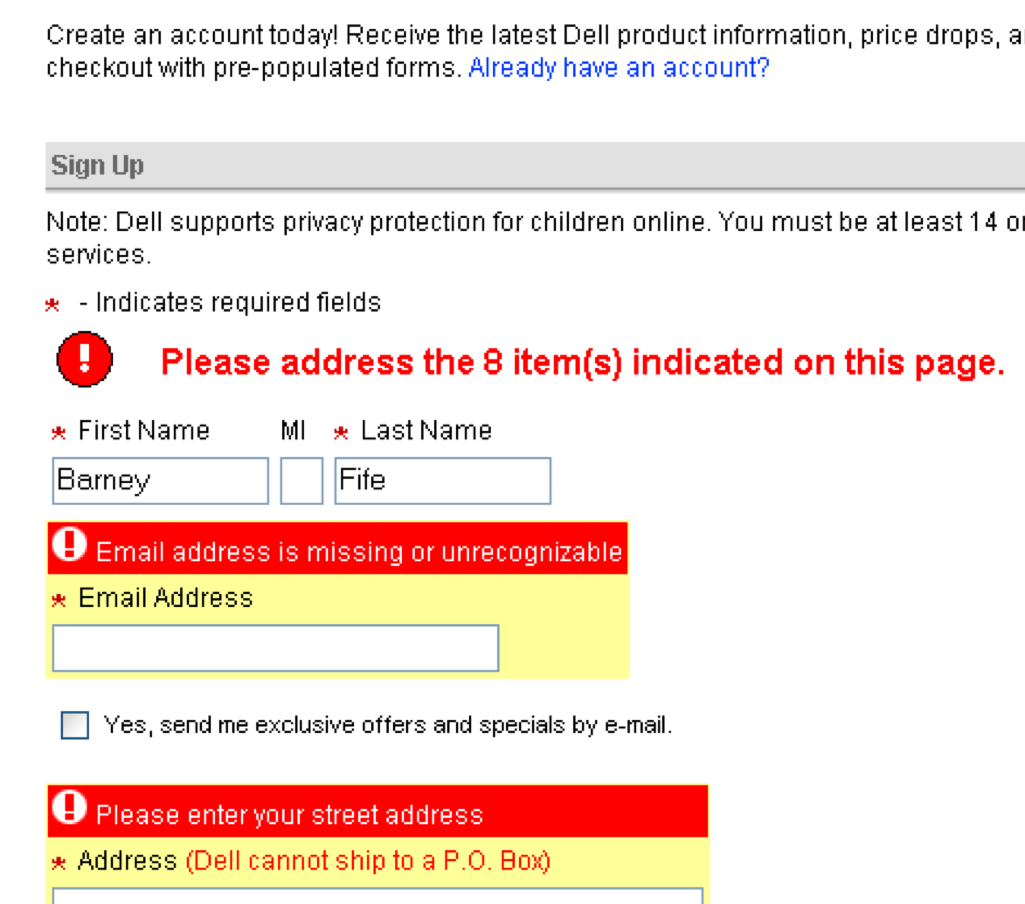 Create an account today! Receive the latest Dell product information, price drops,
checkout with pre-populated forms. Already have an account?
Sign Up
Note: Dell supports privacy protection for children online. You must be at least 14
services.
* - Indicates required fields
! Please address the 8 item(s) indicated on this page.
* First Name MI * Last Name
Barney Fife
! Email address is missing or unrecognizable
* Email Address
Yes, send me exclusive offers and specials by e-mail.
! Please enter your street address
* Address (Dell cannot ship to a P.O. Box)